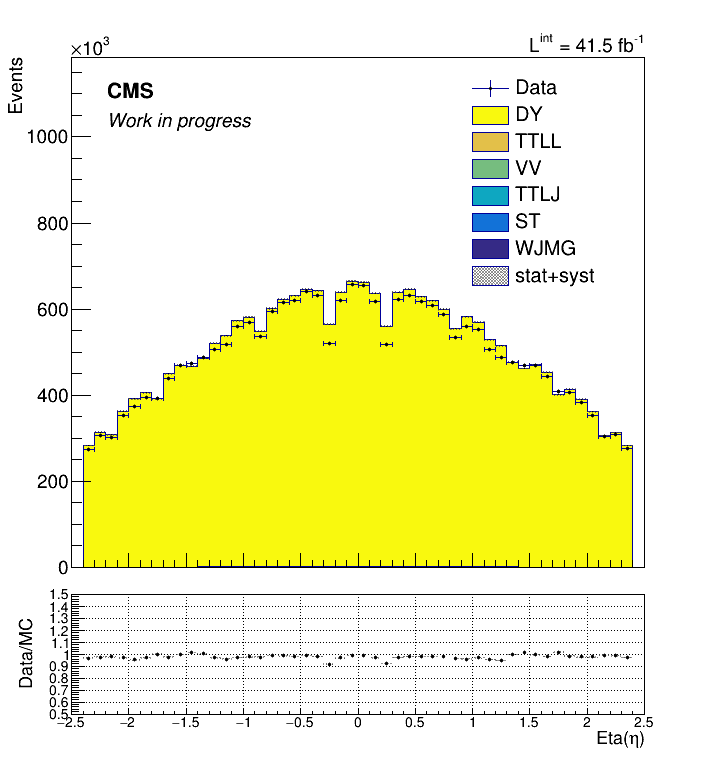 ×10³
L^int = 41.5 fb⁻¹
Events
CMS
Work in progress
Data
DY
TTLL
VV
TTLJ
ST
WJMG
stat+syst
1000
800
600
400
200
0
Data/MC
1.5
1.4
1.3
1.2
1.1
1
0.9
0.8
0.7
0.6
0.5
−2.5 −2 −1.5 −1 −0.5 0 0.5 1 1.5 2 2.5
Eta(η)